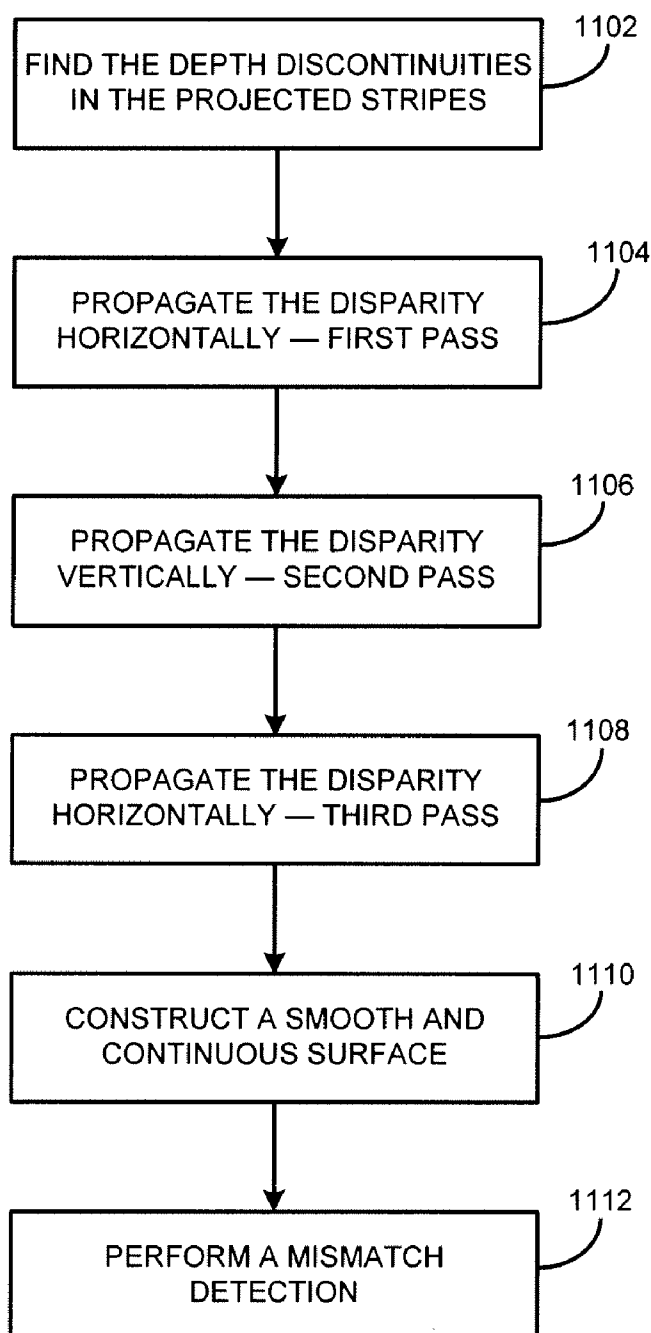 1102
FIND THE DEPTH DISCONTINUITIES
IN THE PROJECTED STRIPES
1104
PROPAGATE THE DISPARITY
HORIZONTALLY — FIRST PASS
1106
PROPAGATE THE DISPARITY
VERTICALLY — SECOND PASS
1108
PROPAGATE THE DISPARITY
HORIZONTALLY — THIRD PASS
1110
CONSTRUCT A SMOOTH AND
CONTINUOUS SURFACE
1112
PERFORM A MISMATCH
DETECTION